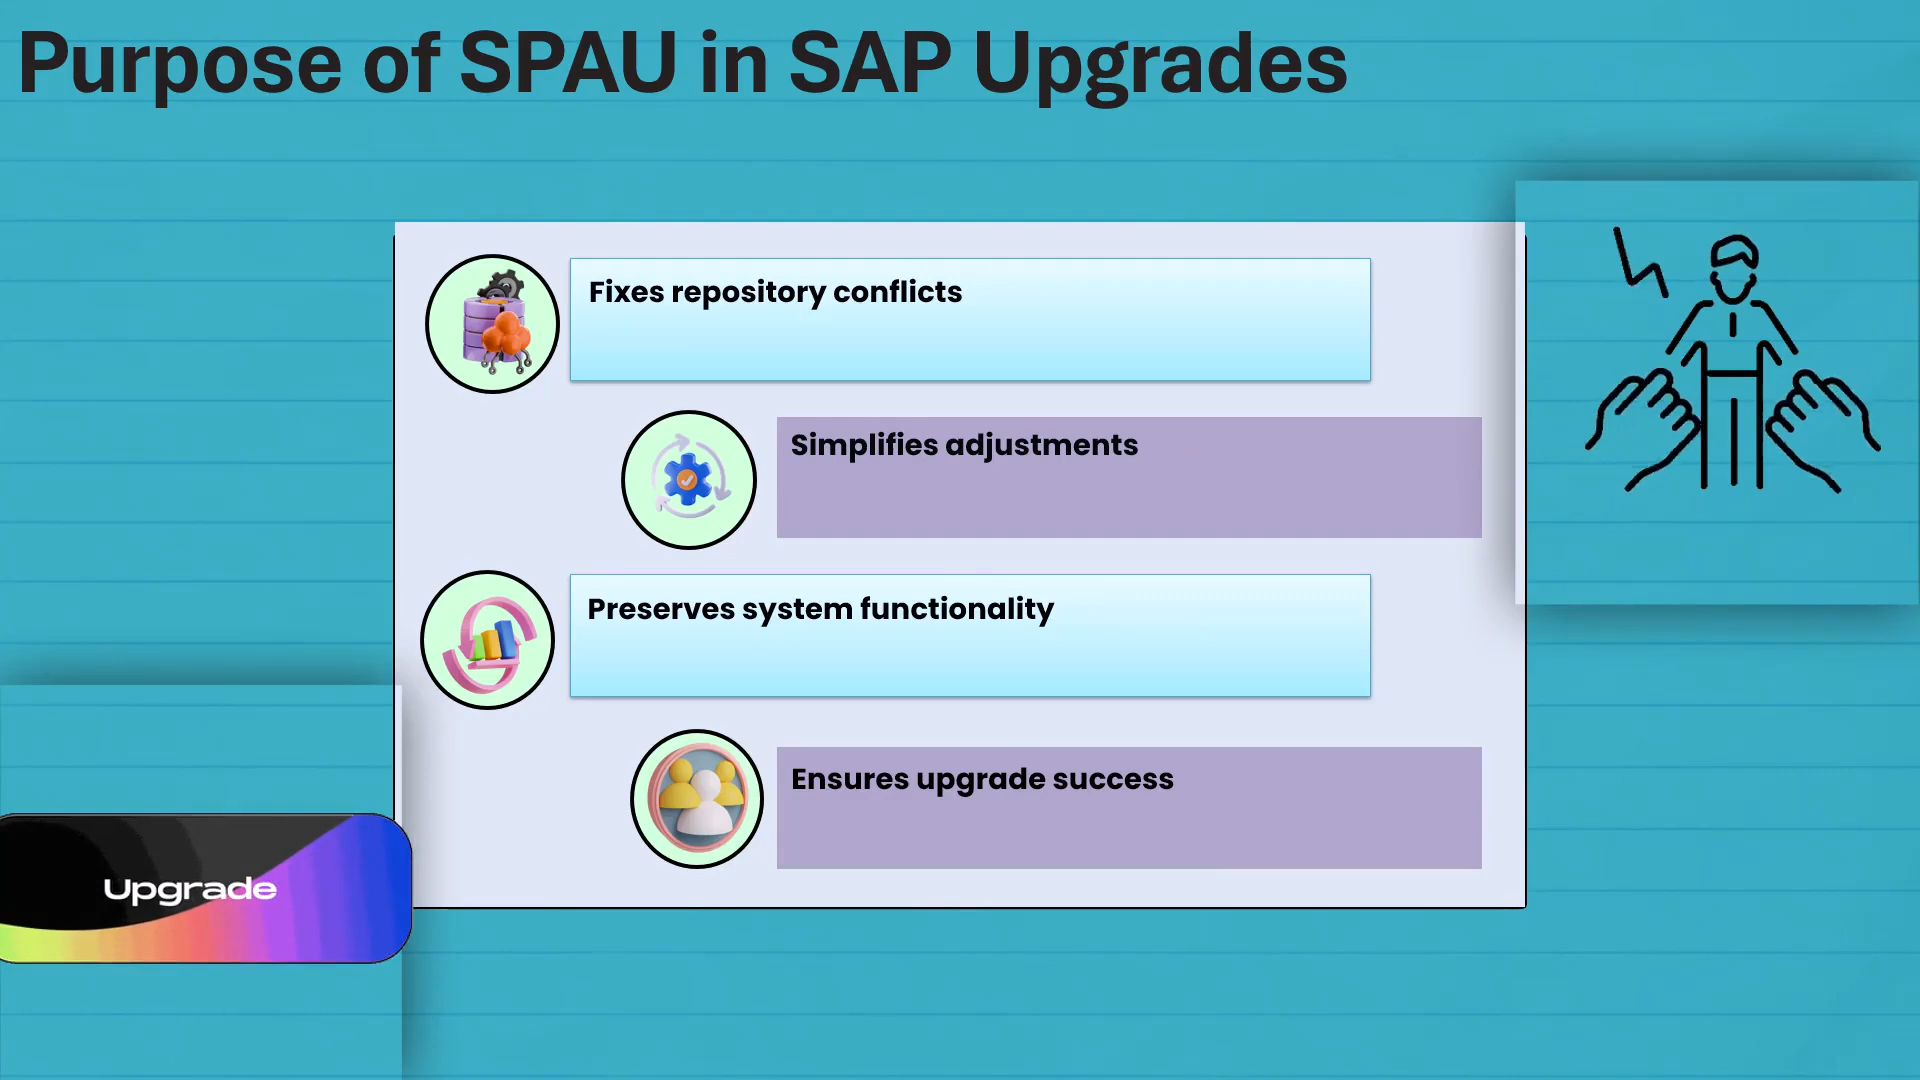 Purpose of SPAU in SAP Upgrades
Fixes repository conflicts
Simplifies adjustments
Preserves system functionality
Ensures upgrade success
Upgrade